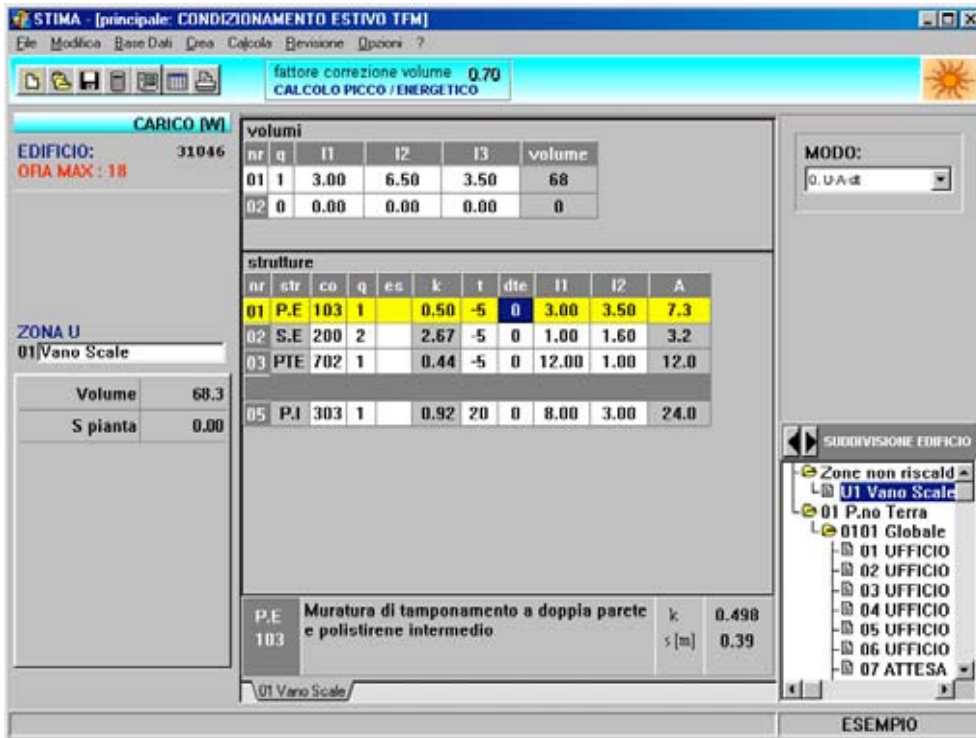 STIMA - [principale: CONDIZIONAMENTO ESTIVO TFM]
File Modifica Base Dati Crea Calcola Revisione Opzioni ?
fattore correzione volume 0.70
CALCOLO PICCO / ENERGETICO
CARICO [W]
EDIFICIO: 31046
ORA MAX : 18
ZONA U
01 Vano Scale
Volume 68.3
S pianta 0.00
volumi
nr q l1 l2 l3 volume
01 1 3.00 6.50 3.50 68
02 0 0.00 0.00 0.00 0
strutture
nr str co q es k t dte l1 l2 A
01 P.E 103 1 0.50 -5 0 3.00 3.50 7.3
02 S.E 200 2 2.67 -5 0 1.00 1.60 3.2
03 PTE 702 1 0.44 -5 0 12.00 1.00 12.0
05 P.I 303 1 0.92 20 0 8.00 3.00 24.0
P.E 103
Muratura di tamponamento a doppia parete
e polistirene intermedio
k 0.498
s [m] 0.39
01 Vano Scale
MODO:
0. U·A·dt
SUDDIVISIONE EDIFICIO
Zone non riscald
U1 Vano Scale
01 P.no Terra
0101 Globale
01 UFFICIO
02 UFFICIO
03 UFFICIO
04 UFFICIO
05 UFFICIO
06 UFFICIO
07 ATTESA
ESEMPIO